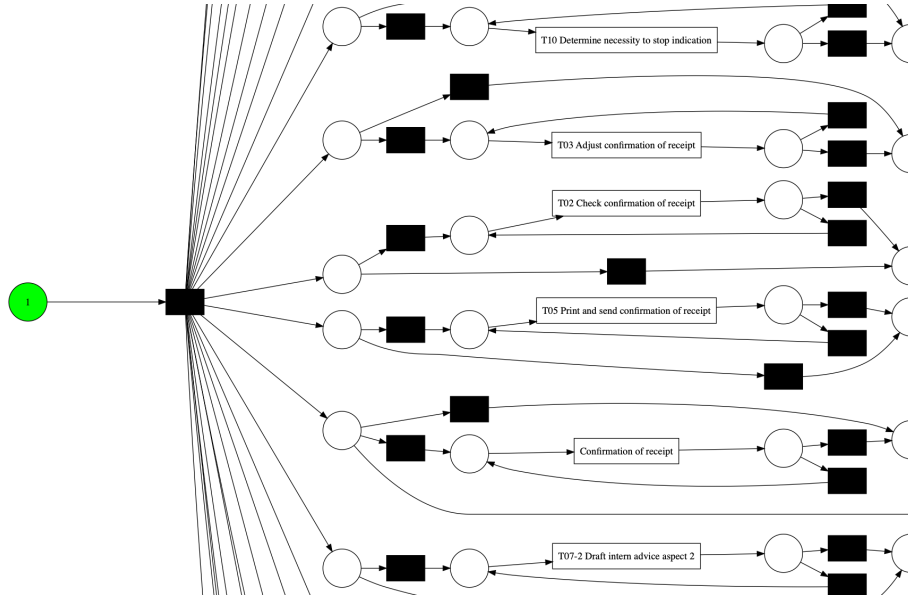 T10 Determine necessity to stop indication
T03 Adjust confirmation of receipt
T02 Check confirmation of receipt
1
T05 Print and send confirmation of receipt
Confirmation of receipt
T07-2 Draft intern advice aspect 2